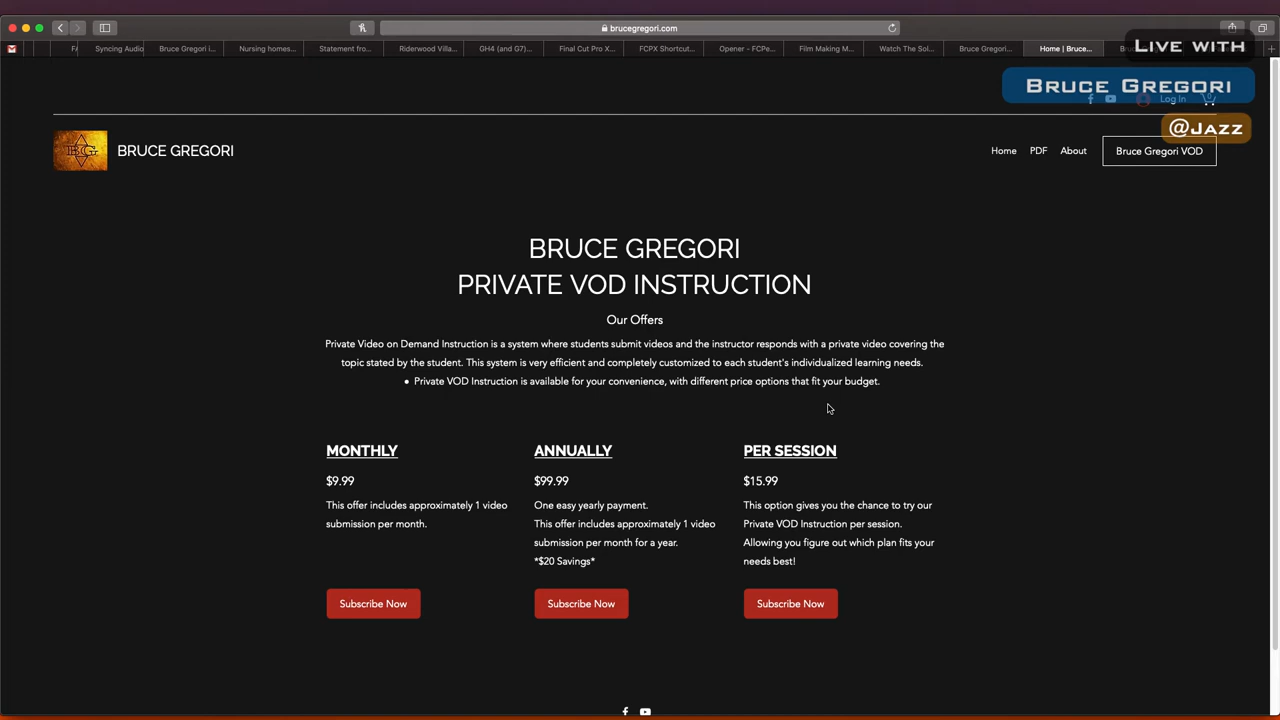 brucegregori.com
Syncing Audio
Bruce Gregori i...
Nursing homes...
Statement fro...
Riderwood Villa...
GH4 (and G7)...
Final Cut Pro X...
FCPX Shortcut...
Opener - FCPe...
Film Making M...
Watch The Sol...
Bruce Gregori...
Home | Bruce...
LIVE WITH
BRUCE GREGORI
Log In
@JAZZ
BG
BRUCE GREGORI
Home
PDF
About
Bruce Gregori VOD
BRUCE GREGORI
PRIVATE VOD INSTRUCTION
Our Offers
Private Video on Demand Instruction is a system where students submit videos and the instructor responds with a private video covering the
topic stated by the student. This system is very efficient and completely customized to each student's individualized learning needs.
• Private VOD Instruction is available for your convenience, with different price options that fit your budget.
MONTHLY
$9.99
This offer includes approximately 1 video
submission per month.
Subscribe Now
ANNUALLY
$99.99
One easy yearly payment.
This offer includes approximately 1 video
submission per month for a year.
*$20 Savings*
Subscribe Now
PER SESSION
$15.99
This option gives you the chance to try our
Private VOD Instruction per session.
Allowing you figure out which plan fits your
needs best!
Subscribe Now